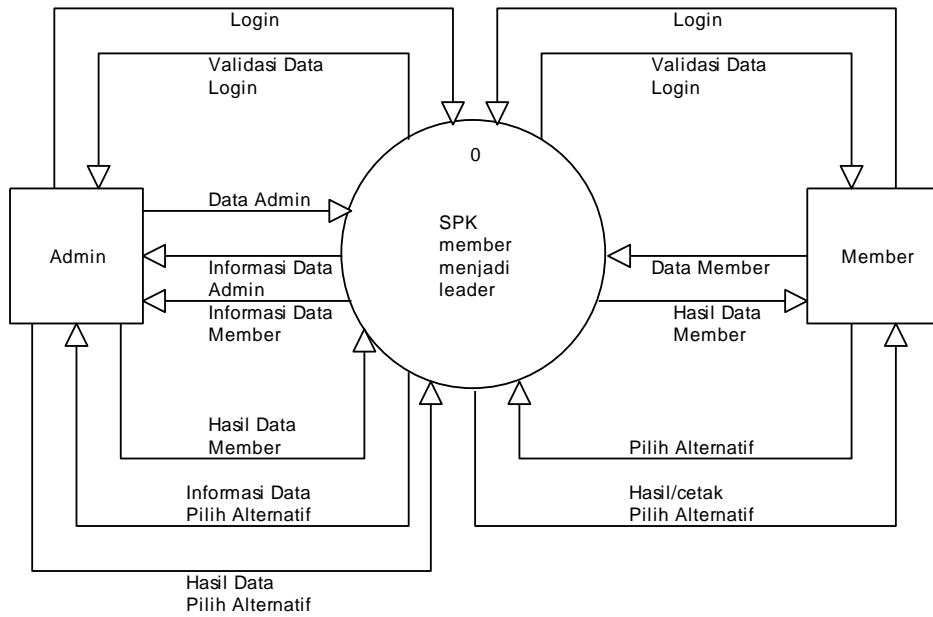 Login
Login
Validasi Data
Login
Validasi Data
Login
0
Data Admin
SPK
member
menjadi
leader
Admin
Member
Informasi Data
Admin
Data Member
Informasi Data
Member
Hasil Data
Member
Hasil Data
Member
Pilih Alternatif
Informasi Data
Pilih Alternatif
Hasil/cetak
Pilih Alternatif
Hasil Data
Pilih Alternatif